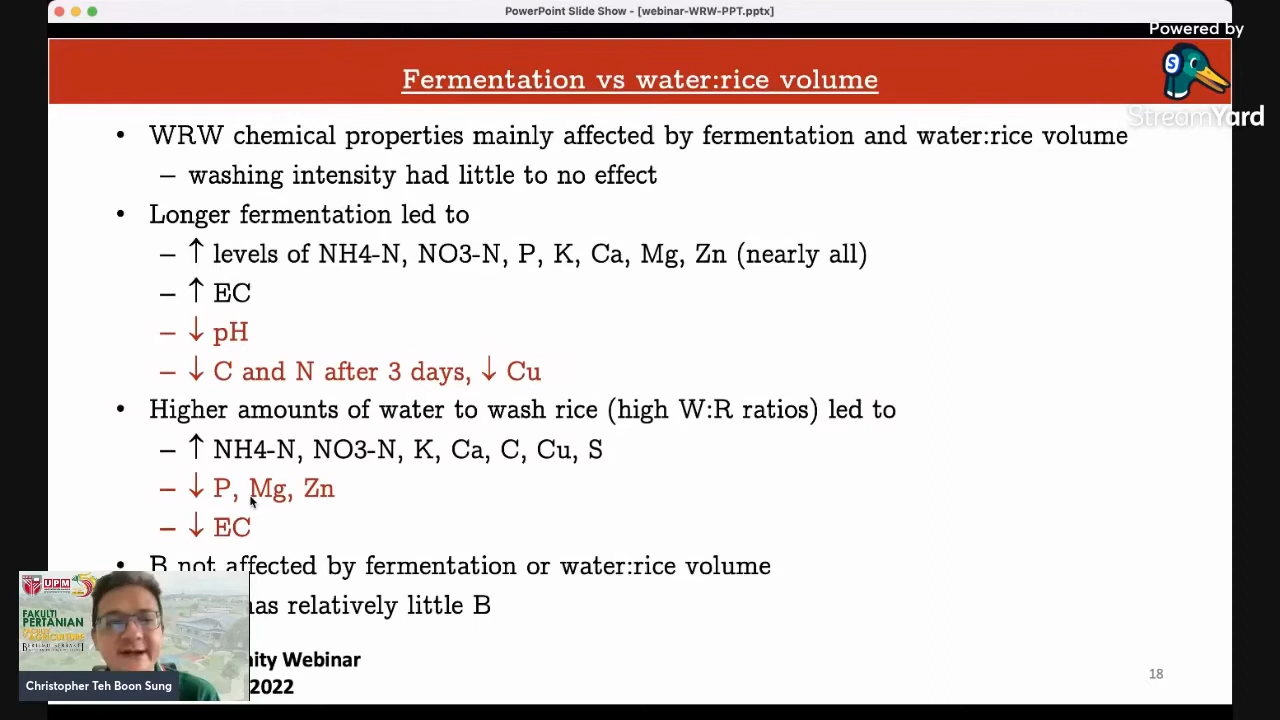 PowerPoint Slide Show - [webinar-WRW-PPT.pptx]
Powered by
StreamYard
Fermentation vs water:rice volume
• WRW chemical properties mainly affected by fermentation and water:rice volume
– washing intensity had little to no effect
• Longer fermentation led to
– ↑ levels of NH4-N, NO3-N, P, K, Ca, Mg, Zn (nearly all)
– ↑ EC
– ↓ pH
– ↓ C and N after 3 days, ↓ Cu
• Higher amounts of water to wash rice (high W:R ratios) led to
– ↑ NH4-N, NO3-N, K, Ca, C, Cu, S
– ↓ P, Mg, Zn
– ↓ EC
• B not affected by fermentation or water:rice volume
has relatively little B
UPM
FAKULTI
PERTANIAN
Webinar
2022
Christopher Teh Boon Sung
18